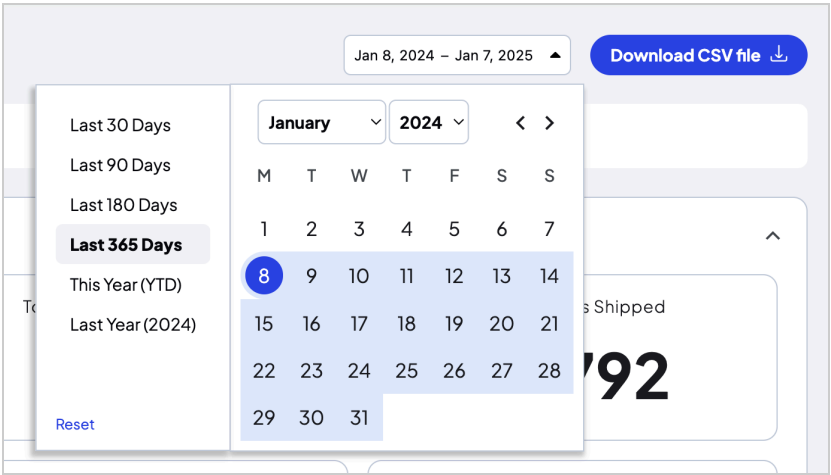 Jan 8, 2024 – Jan 7, 2025
Download CSV file
Last 30 Days
Last 90 Days
Last 180 Days
Last 365 Days
This Year (YTD)
Last Year (2024)
Reset
January 2024
M T W T F S S
1 2 3 4 5 6 7
8 9 10 11 12 13 14
15 16 17 18 19 20 21
22 23 24 25 26 27 28
29 30 31
Shipped
792